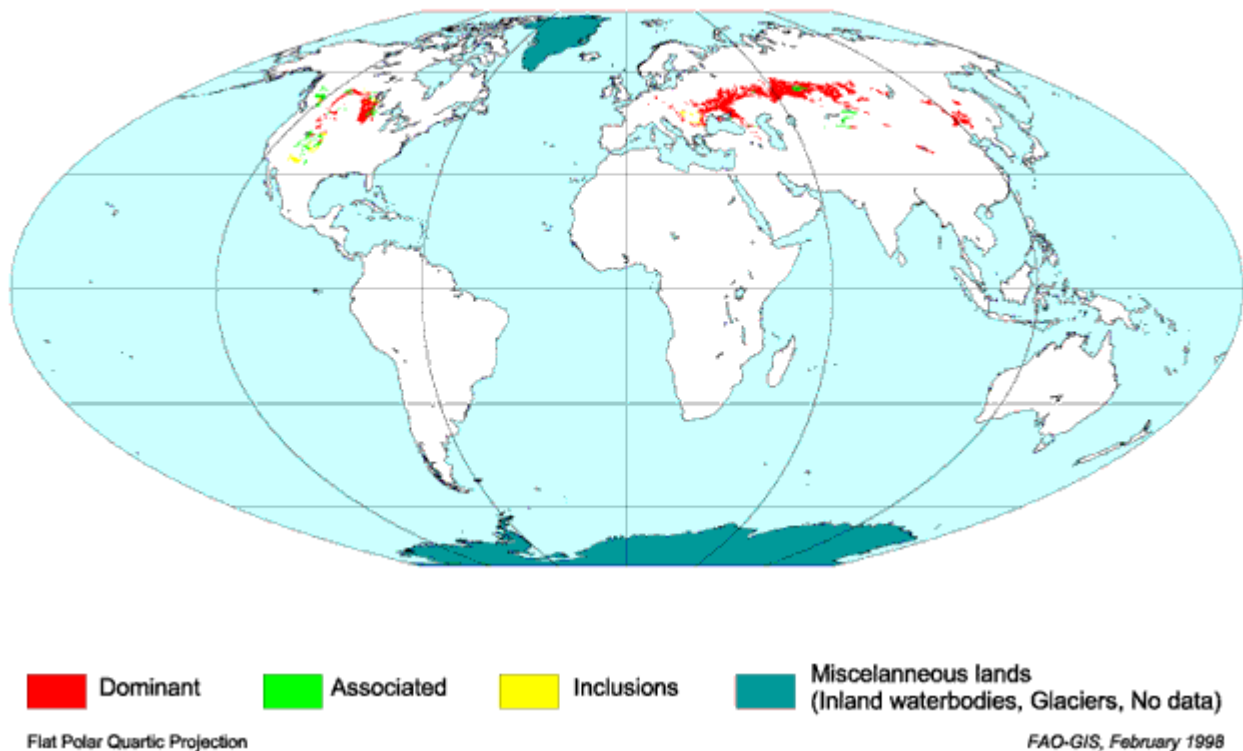 Dominant
Associated
Inclusions
Miscelanneous lands
(Inland waterbodies, Glaciers, No data)
Flat Polar Quartic Projection
FAO-GIS, February 1998